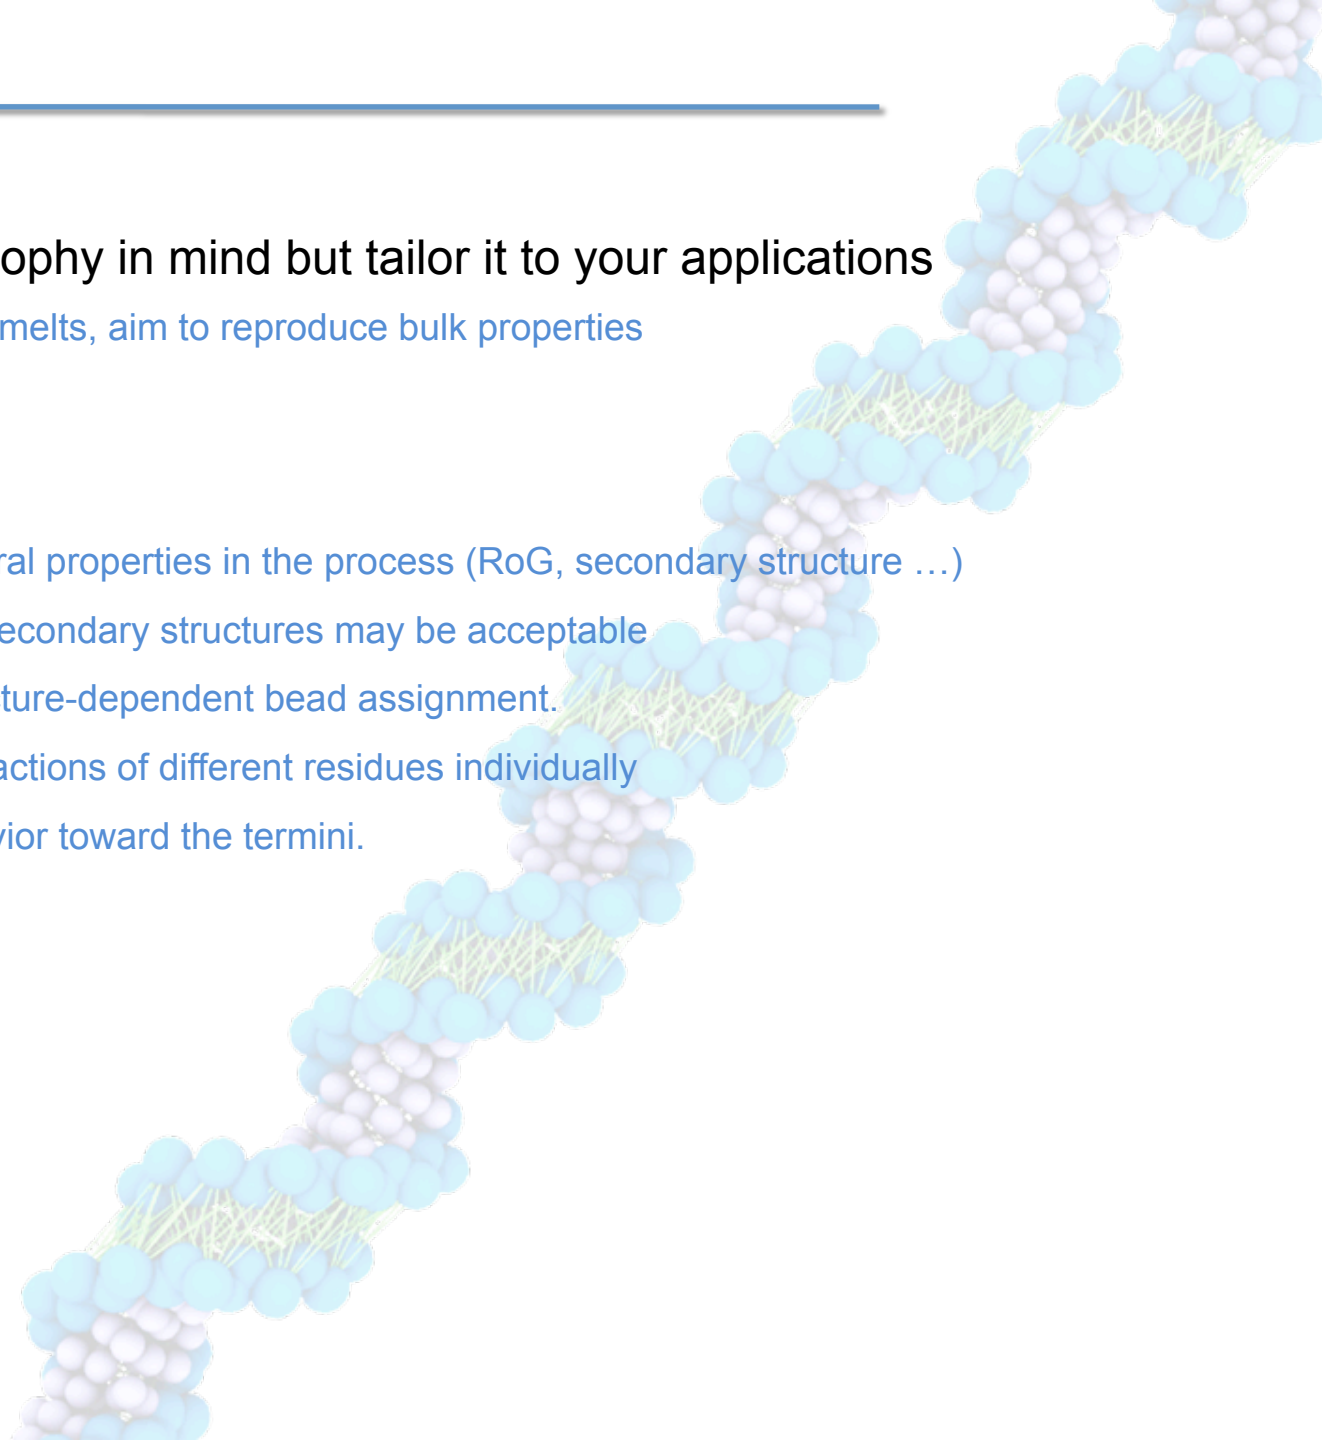 ophy in mind but tailor it to your applications
melts, aim to reproduce bulk properties
ral properties in the process (RoG, secondary structure …)
econdary structures may be acceptable
ture-dependent bead assignment.
actions of different residues individually
vior toward the termini.